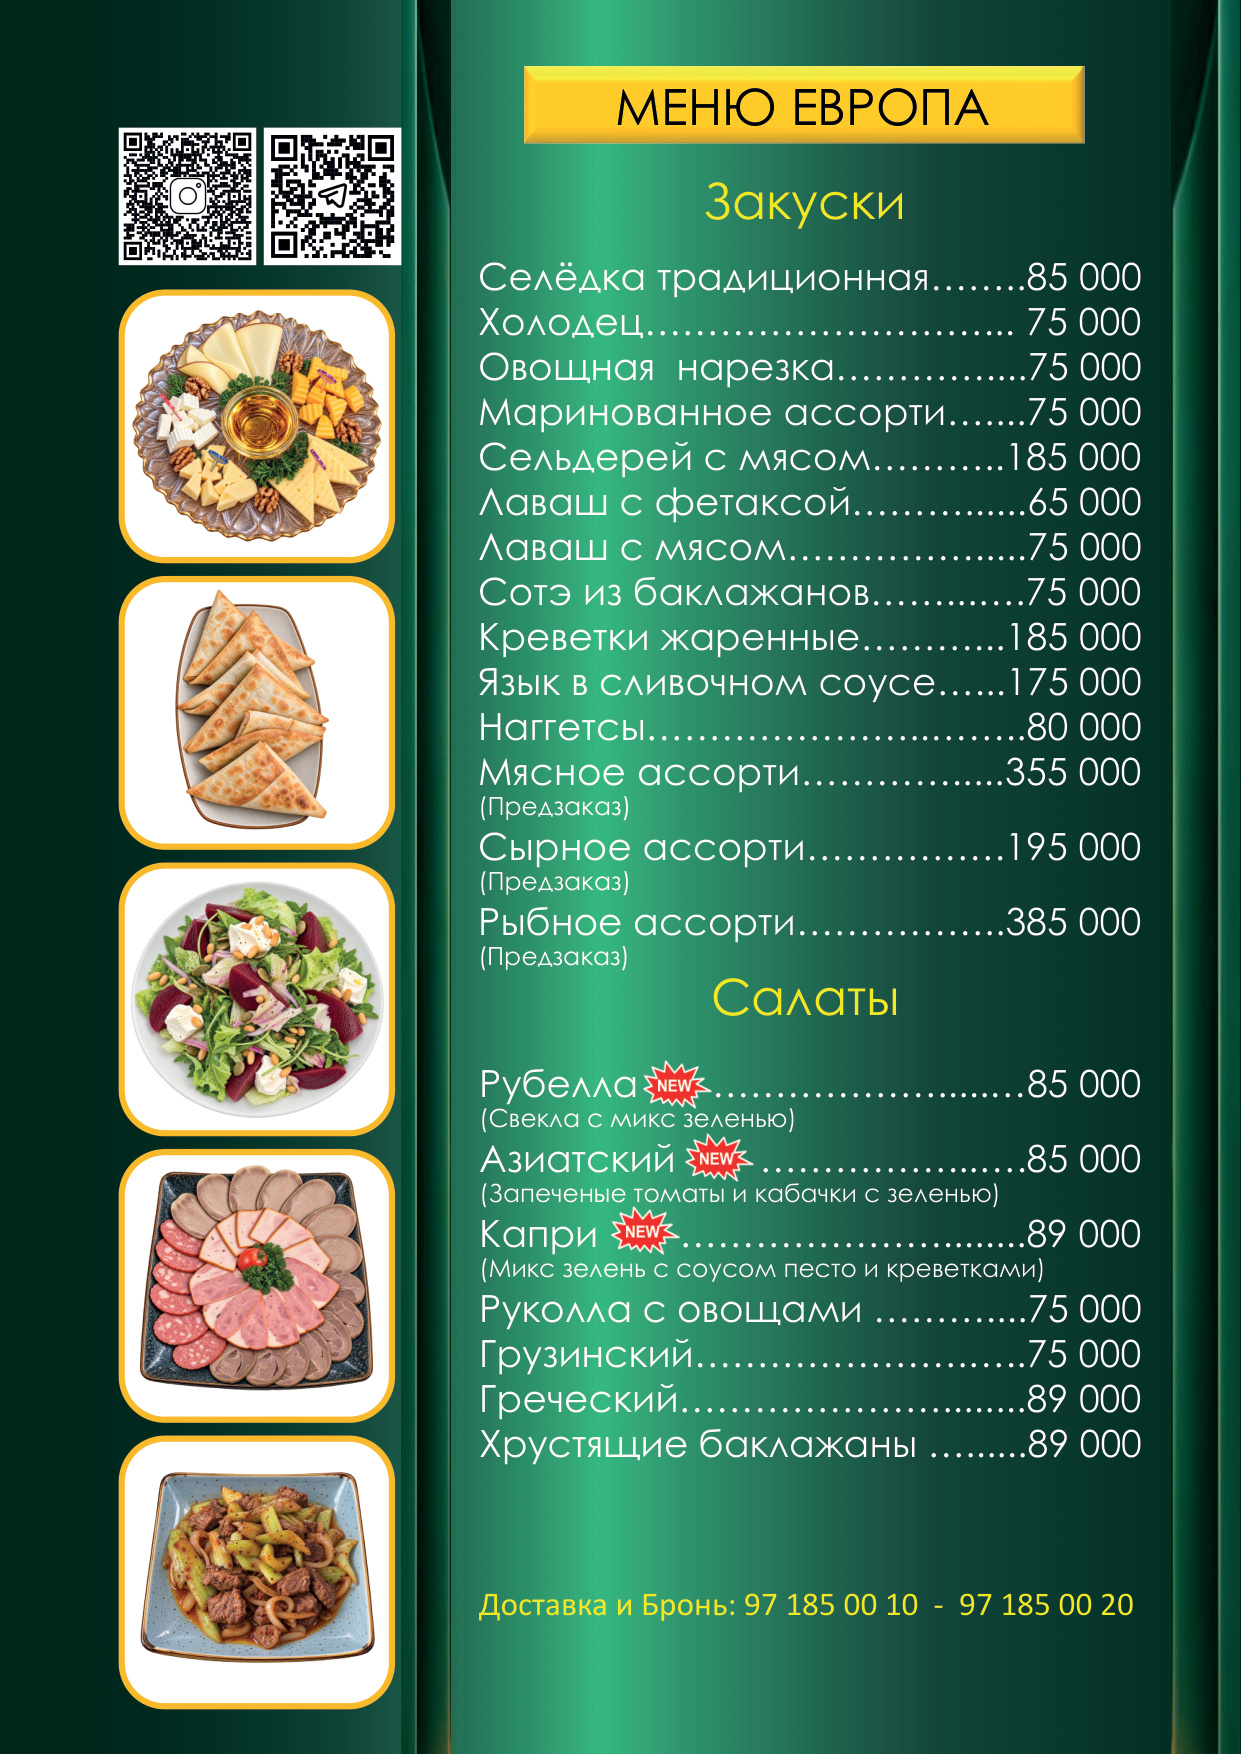 МЕНЮ ЕВРОПА
Закуски
Селёдка традиционная........85 000
Холодец.............................. 75 000
Овощная  нарезка................75 000
Маринованное ассорти.......75 000
Сельдерей с мясом...........185 000
Лаваш с фетаксой...............65 000
Лаваш с мясом....................75 000
Сотэ из баклажанов.............75 000
Креветки жаренные............185 000
Язык в сливочном соусе......175 000
Наггетсы...............................80 000
Мясное ассорти.................355 000
(Предзаказ)
Сырное ассорти................195 000
(Предзаказ)
Рыбное ассорти.................385 000
(Предзаказ)
Салаты
Рубелла NEW.........................85 000
(Свекла с микс зеленью)
Азиатский NEW .....................85 000
(Запеченые томаты и кабачки с зеленью)
Капри NEW............................89 000
(Микс зелень с соусом песто и креветками)
Руколла с овощами .............75 000
Грузинский...........................75 000
Греческий............................89 000
Хрустящие баклажаны .........89 000
Доставка и Бронь: 97 185 00 10  -  97 185 00 20